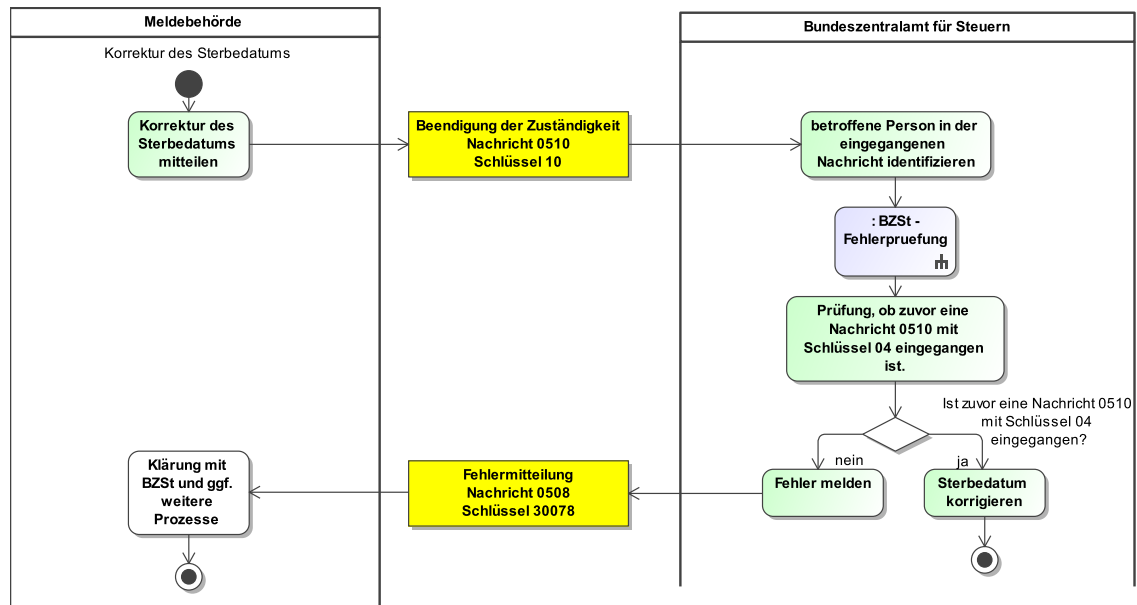 Meldebehörde
Bundeszentralamt für Steuern
Korrektur des Sterbedatums
Korrektur des
Sterbedatums
mitteilen
Beendigung der Zuständigkeit
Nachricht 0510
Schlüssel 10
betroffene Person in der
eingegangenen
Nachricht identifizieren
: BZSt -
Fehlerpruefung
Prüfung, ob zuvor eine
Nachricht 0510 mit
Schlüssel 04 eingegangen
ist.
Ist zuvor eine Nachricht 0510
mit Schlüssel 04
eingegangen?
nein
ja
Fehler melden
Sterbedatum
korrigieren
Fehlermitteilung
Nachricht 0508
Schlüssel 30078
Klärung mit
BZSt und ggf.
weitere
Prozesse